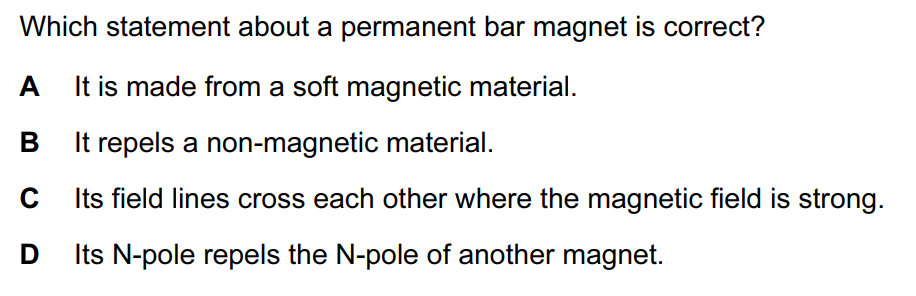 Which statement about a permanent bar magnet is correct?
A It is made from a soft magnetic material.
B It repels a non-magnetic material.
C Its field lines cross each other where the magnetic field is strong.
D Its N-pole repels the N-pole of another magnet.